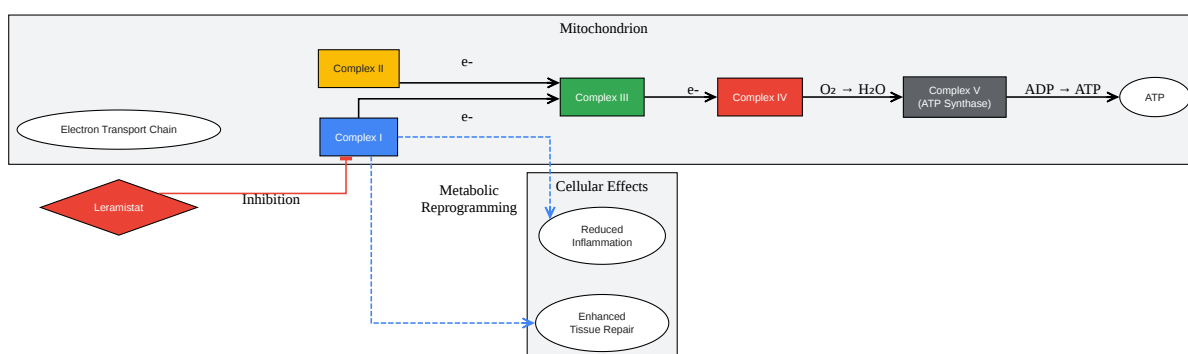 Mitochondrion
Complex II
e-
Complex III
e-
Complex IV
O₂ → H₂O
Complex V
(ATP Synthase)
ADP → ATP
ATP
Electron Transport Chain
Complex I
e-
Leramistat
Inhibition
Metabolic
Reprogramming
Cellular Effects
Reduced
Inflammation
Enhanced
Tissue Repair